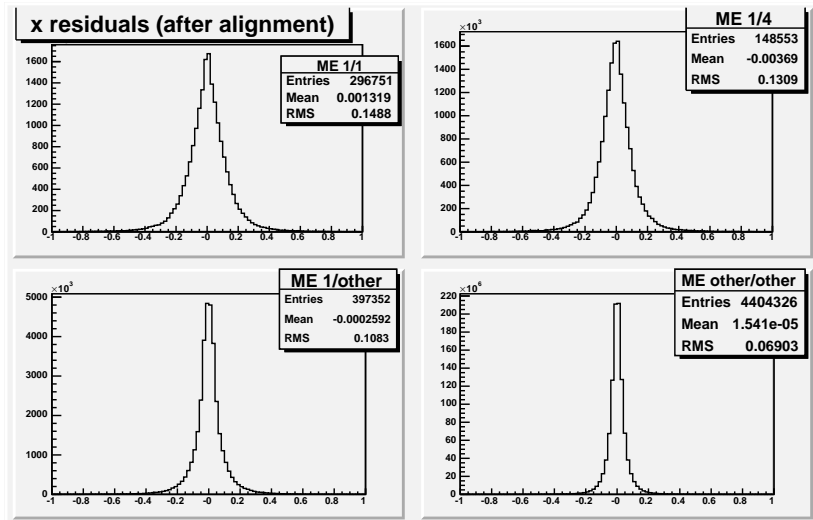 x residuals (after alignment)
ME 1/1
Entries 296751
Mean 0.001319
RMS 0.1488
1600
1400
1200
1000
800
600
400
200
0
-1 -0.8 -0.6 -0.4 -0.2 -0 0.2 0.4 0.6 0.8 1
ME 1/4
Entries 148553
Mean -0.00369
RMS 0.1309
×10³
1600
1400
1200
1000
800
600
400
200
0
-1 -0.8 -0.6 -0.4 -0.2 -0 0.2 0.4 0.6 0.8 1
ME 1/other
Entries 397352
Mean -0.0002592
RMS 0.1083
×10³
5000
4000
3000
2000
1000
0
-1 -0.8 -0.6 -0.4 -0.2 -0 0.2 0.4 0.6 0.8 1
ME other/other
Entries 4404326
Mean 1.541e-05
RMS 0.06903
×10⁶
220
200
180
160
140
120
100
80
60
40
20
0
-1 -0.8 -0.6 -0.4 -0.2 -0 0.2 0.4 0.6 0.8 1